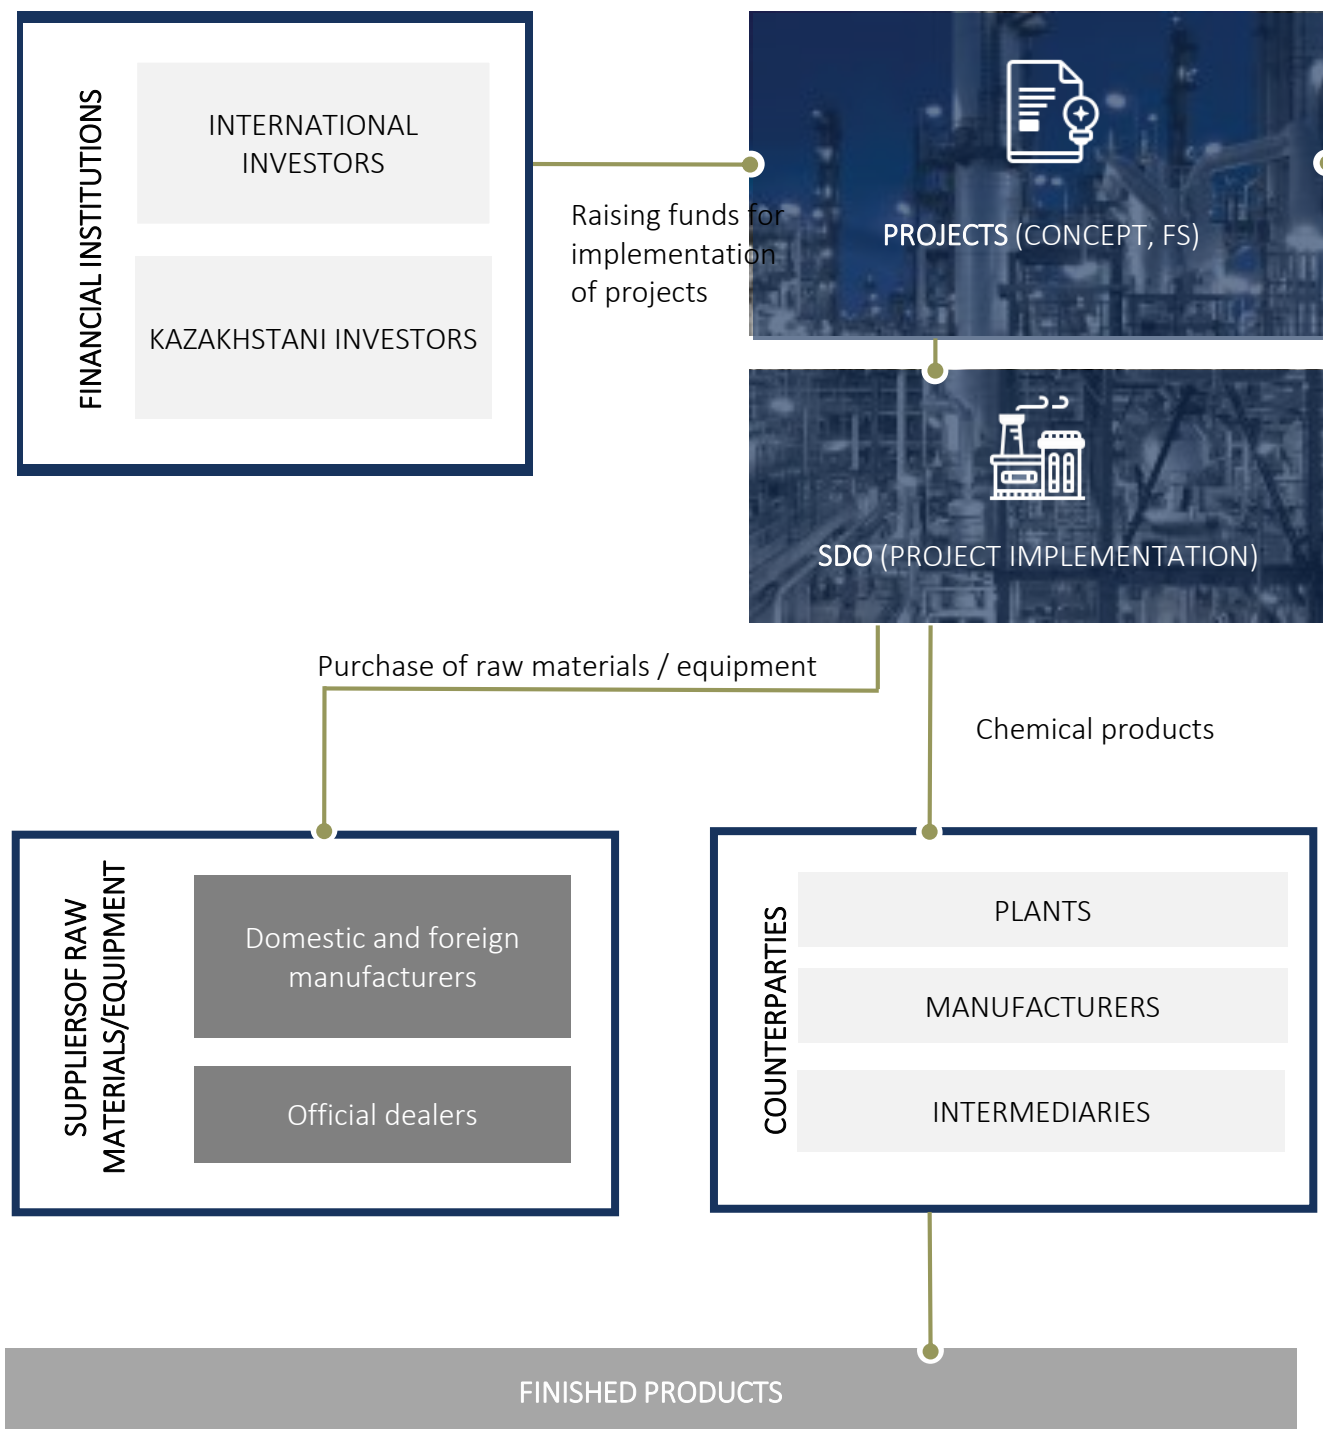 FINANCIAL INSTITUTIONS
INTERNATIONAL
INVESTORS
KAZAKHSTANI INVESTORS
Raising funds for
implementation
of projects
PROJECTS (CONCEPT, FS)
SDO (PROJECT IMPLEMENTATION)
Purchase of raw materials / equipment
Chemical products
SUPPLIERSOF RAW
MATERIALS/EQUIPMENT
Domestic and foreign
manufacturers
Official dealers
COUNTERPARTIES
PLANTS
MANUFACTURERS
INTERMEDIARIES
FINISHED PRODUCTS